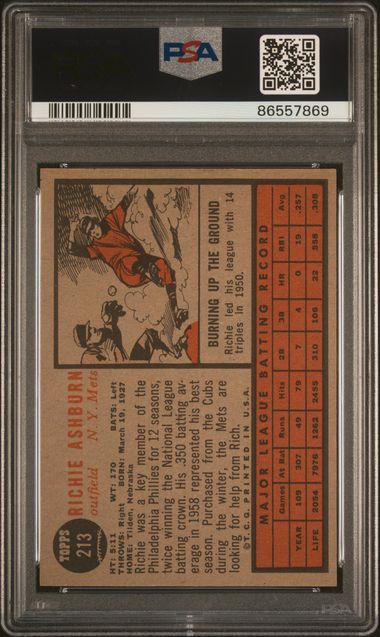 PSA
86557869
TOPPS
213
RICHIE ASHBURN
outfield N. Y. Mets
HT: 5:11 WT: 170 BATS: Left
THROWS: Right BORN: March 19, 1927
HOME: Tilden, Nebraska
Richie was a key member of the
Philadelphia Phillies for 12 seasons,
twice winning the National League
batting crown. His .350 batting av-
erage in 1958 represented his best
season. Purchased from the Cubs
during the winter, the Mets are
looking for help from Rich.
©T.C.G. PRINTED IN U.S.A.
BURNING UP THE GROUND
Richie led his league with 14
triples in 1950.
MAJOR LEAGUE BATTING RECORD
Games At Bat Runs Hits 2B 3B HR RBI Avg
YEAR 109 307 49 79 7 4 0 19 .257
LIFE 2054 7976 1262 2455 310 106 22 558 .308